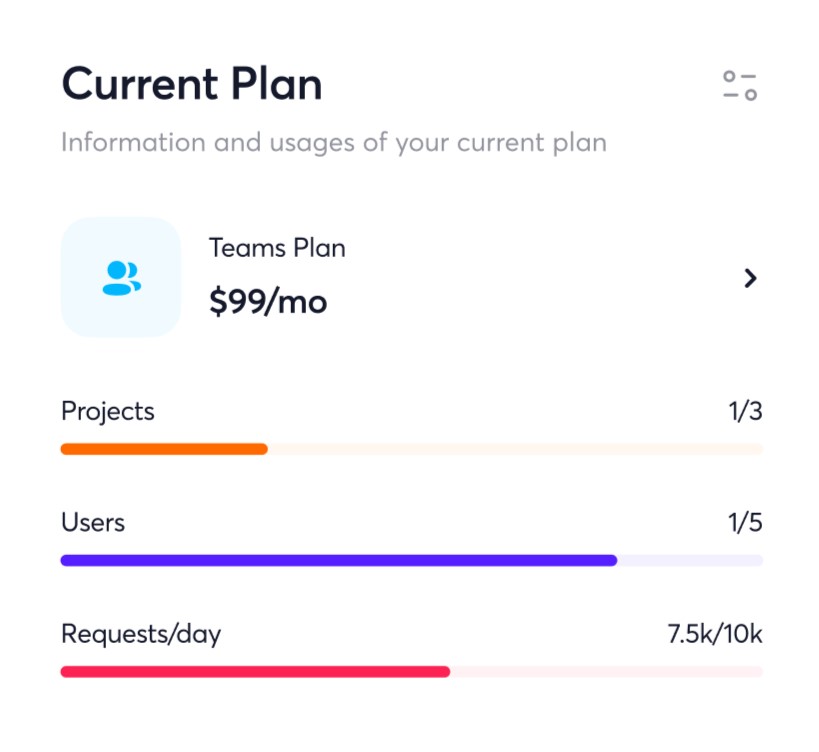 Current Plan
Information and usages of your current plan
Teams Plan
$99/mo
Projects 1/3
Users 1/5
Requests/day 7.5k/10k